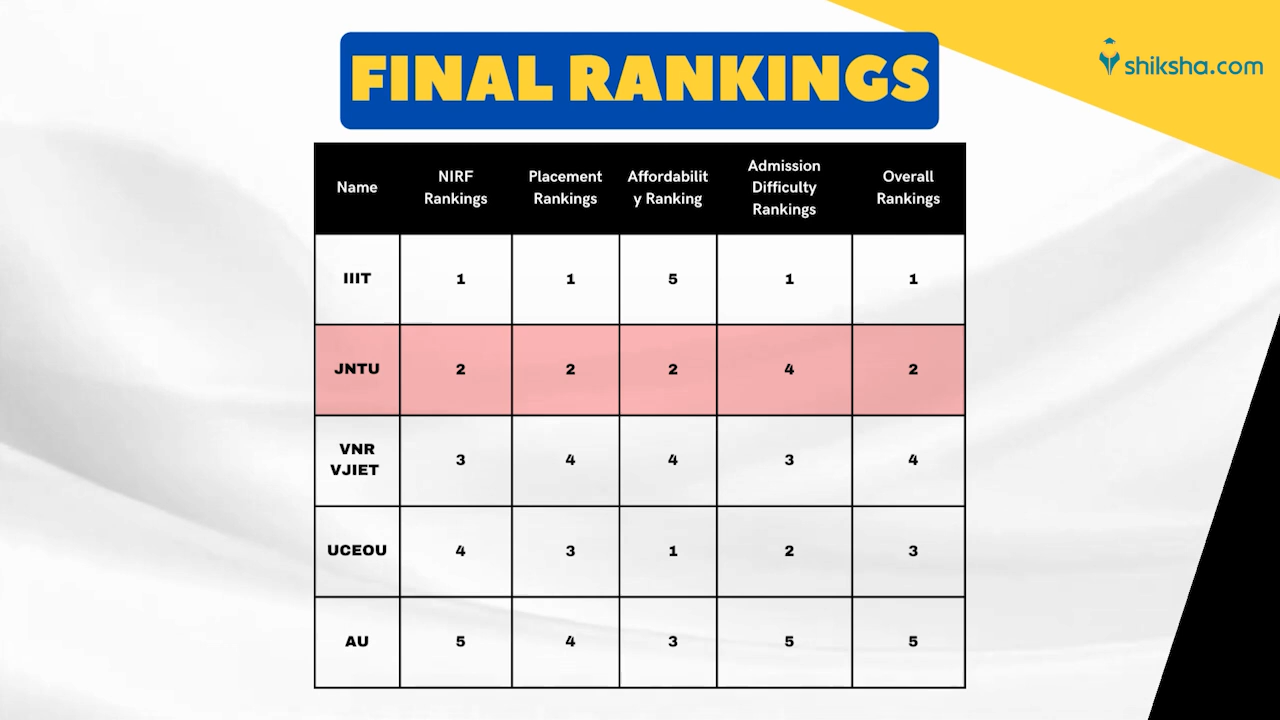 FINAL RANKINGS
shiksha.com
Name
NIRF
Rankings
Placement
Rankings
Affordabilit
y Ranking
Admission
Difficulty
Rankings
Overall
Rankings
IIIT 1 1 5 1 1
JNTU 2 2 2 4 2
VNR
VJIET 3 4 4 3 4
UCEOU 4 3 1 2 3
AU 5 4 3 5 5